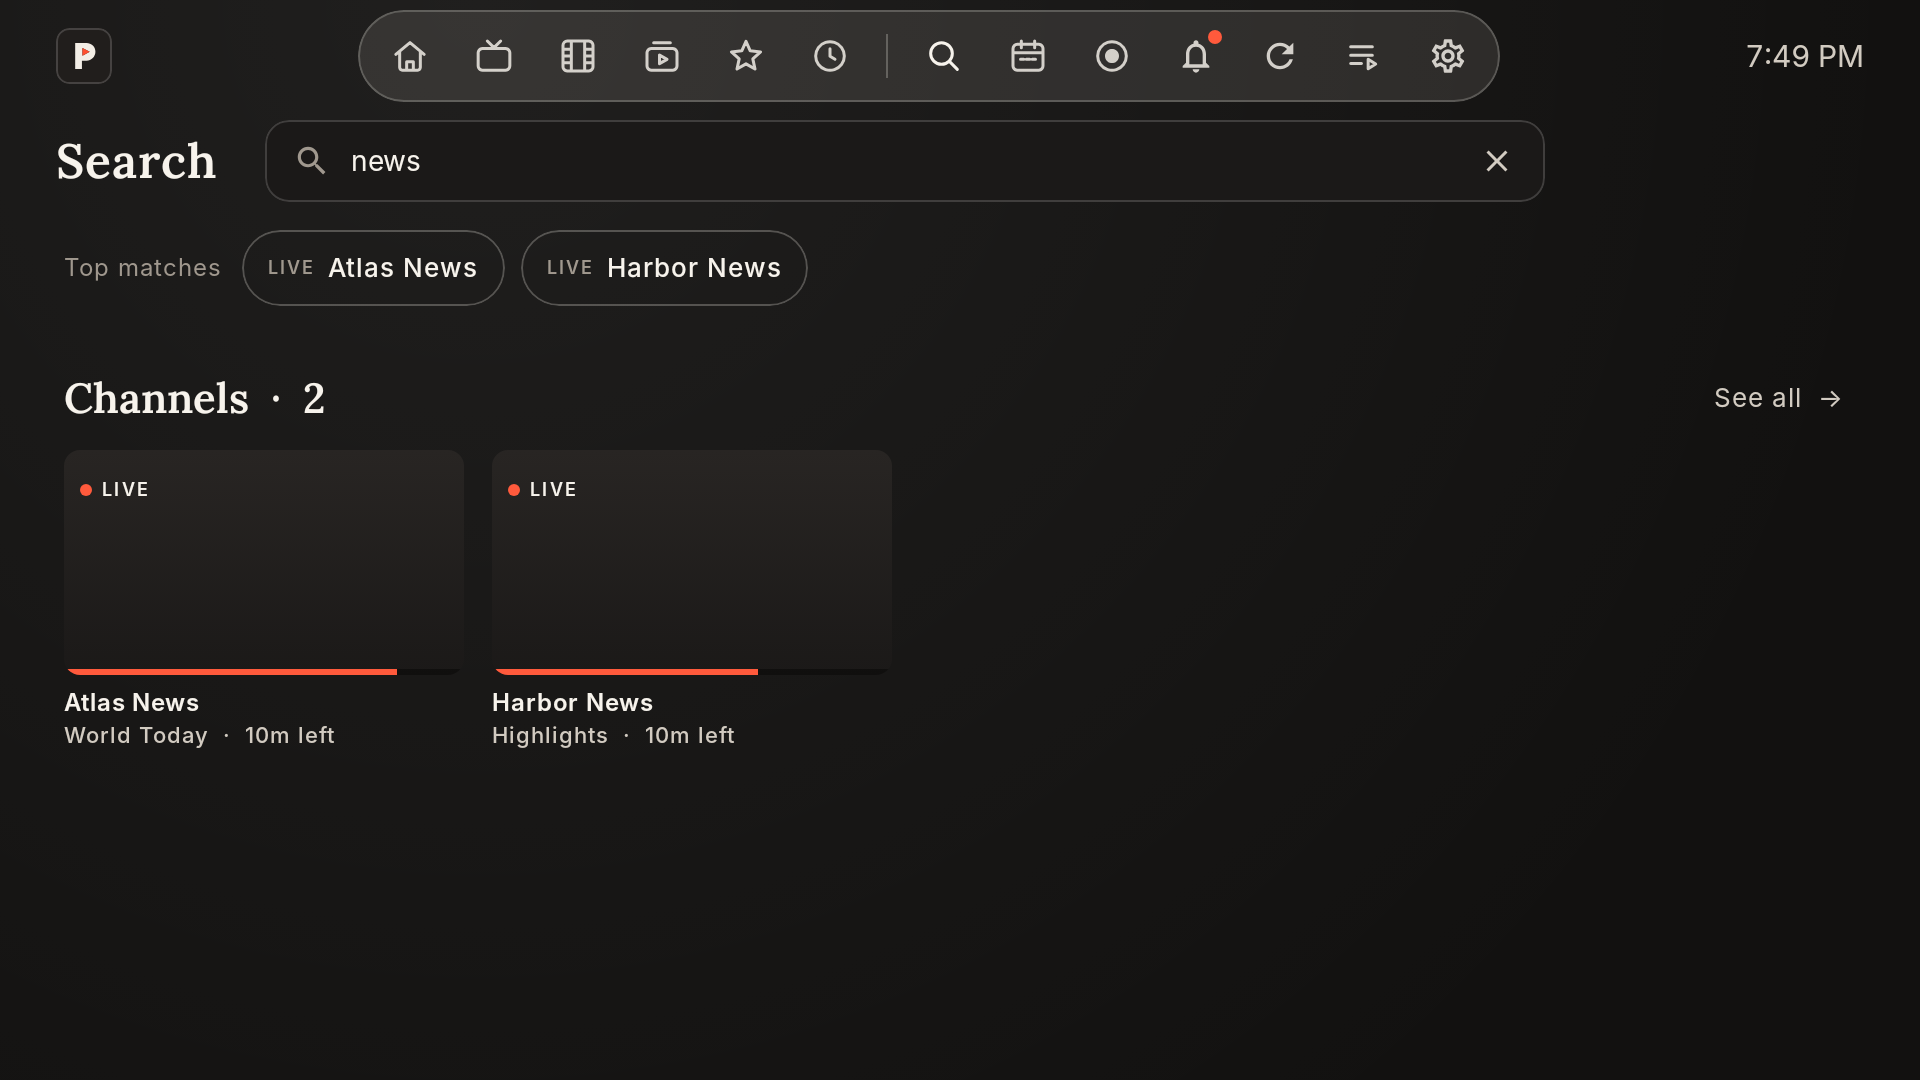 P
7:49 PM
Search
news
Top matches
LIVE Atlas News
LIVE Harbor News
Channels · 2
See all →
LIVE
LIVE
Atlas News
World Today · 10m left
Harbor News
Highlights · 10m left